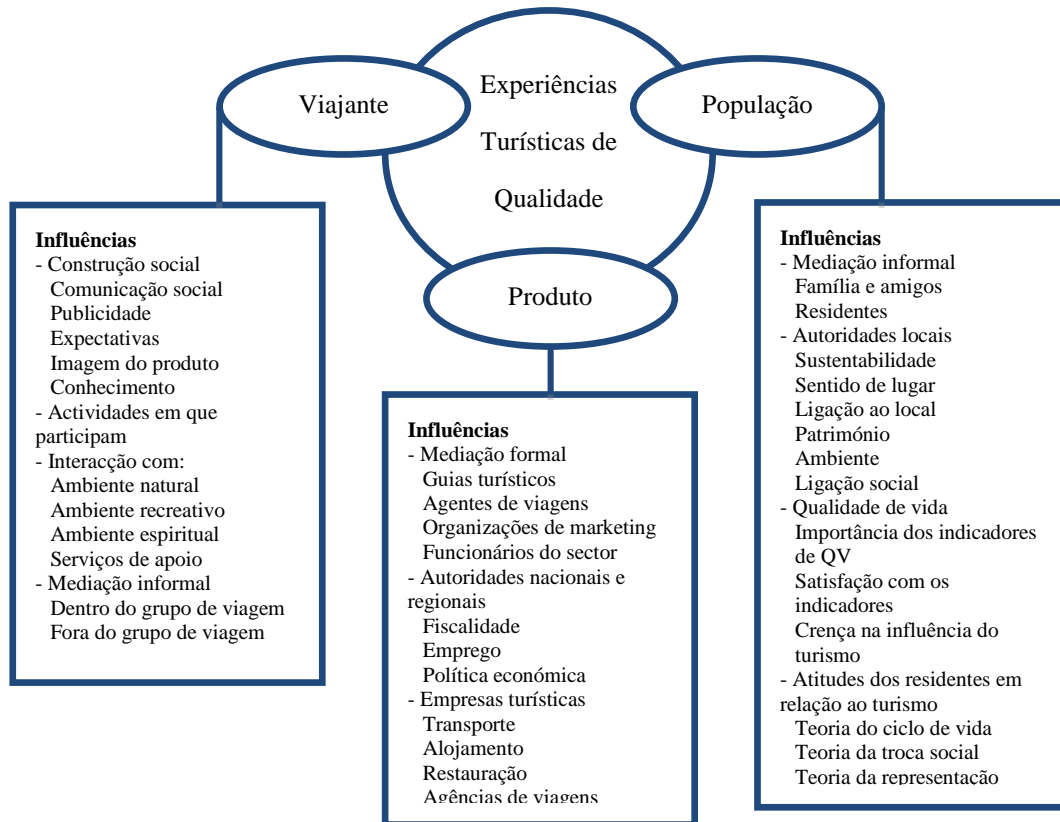 Experiências
Turísticas de
Qualidade
Viajante
População
Produto
Influências
- Construção social
Comunicação social
Publicidade
Expectativas
Imagem do produto
Conhecimento
- Actividades em que
participam
- Interacção com:
Ambiente natural
Ambiente recreativo
Ambiente espiritual
Serviços de apoio
- Mediação informal
Dentro do grupo de viagem
Fora do grupo de viagem
Influências
- Mediação formal
Guias turísticos
Agentes de viagens
Organizações de marketing
Funcionários do sector
- Autoridades nacionais e
regionais
Fiscalidade
Emprego
Política económica
- Empresas turísticas
Transporte
Alojamento
Restauração
Agências de viagens
Influências
- Mediação informal
Família e amigos
Residentes
- Autoridades locais
Sustentabilidade
Sentido de lugar
Ligação ao local
Património
Ambiente
Ligação social
- Qualidade de vida
Importância dos indicadores
de QV
Satisfação com os
indicadores
Crença na influência do
turismo
- Atitudes dos residentes em
relação ao turismo
Teoria do ciclo de vida
Teoria da troca social
Teoria da representação